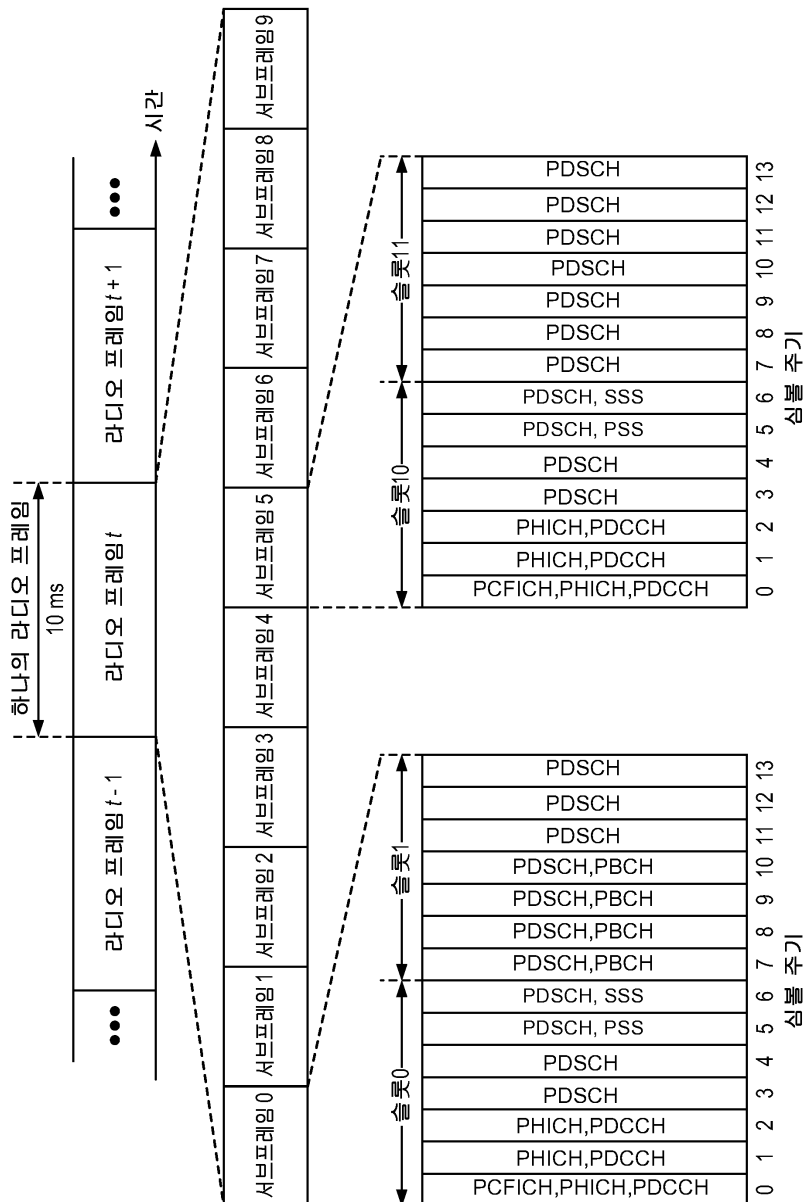 하나의 라디오 프레임
10 ms
시간
•••
라디오 프레임 t - 1
라디오 프레임 t
라디오 프레임 t + 1
•••
서브프레임 0
서브프레임 1
서브프레임 2
서브프레임 3
서브프레임 4
서브프레임 5
서브프레임 6
서브프레임 7
서브프레임 8
서브프레임 9
슬롯 0
슬롯 1
PCFICH,PHICH,PDCCH
PHICH,PDCCH
PHICH,PDCCH
PDSCH
PDSCH
PDSCH, PSS
PDSCH, SSS
PDSCH,PBCH
PDSCH,PBCH
PDSCH,PBCH
PDSCH,PBCH
PDSCH
PDSCH
PDSCH
0 1 2 3 4 5 6 7 8 9 10 11 12 13
심볼 주기
슬롯 10
슬롯 11
PCFICH,PHICH,PDCCH
PHICH,PDCCH
PHICH,PDCCH
PDSCH
PDSCH
PDSCH, PSS
PDSCH, SSS
PDSCH
PDSCH
PDSCH
PDSCH
PDSCH
PDSCH
PDSCH
0 1 2 3 4 5 6 7 8 9 10 11 12 13
심볼 주기